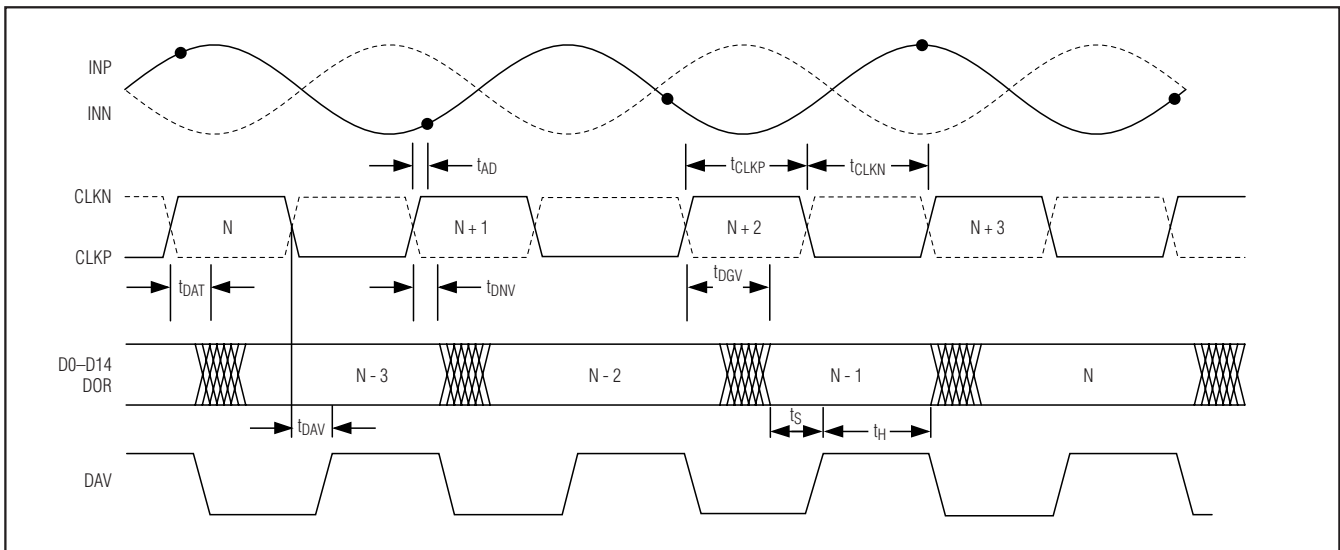 INP
INN
tAD
tCLKP
tCLKN
CLKN
CLKP
N
N + 1
N + 2
N + 3
tDAT
tDNV
tDGV
D0–D14
DOR
N - 3
N - 2
N - 1
N
tDAV
tS
tH
DAV